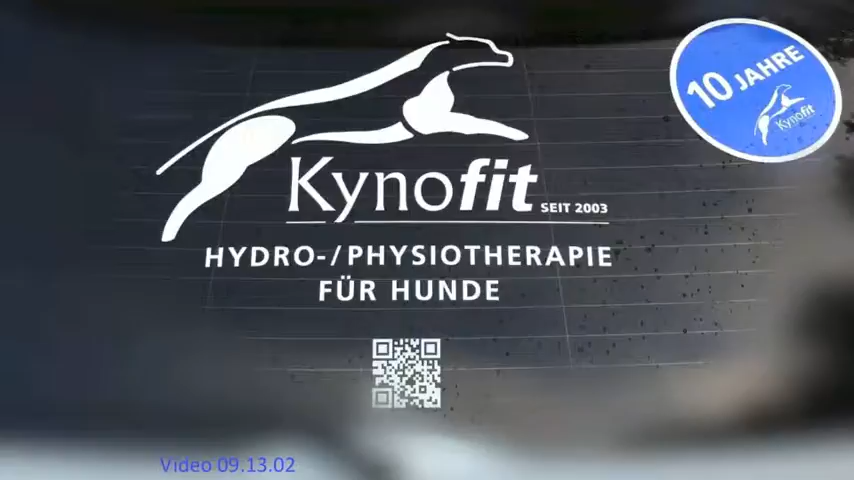 Kynofit SEIT 2003
HYDRO-/PHYSIOTHERAPIE
FÜR HUNDE
10 JAHRE
Kynofit
Video 09.13.02